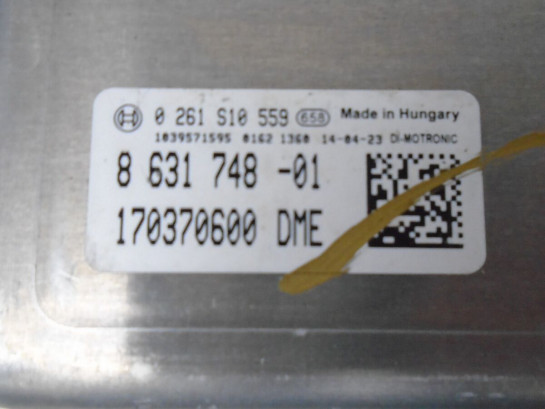 0 261 S10 559 658 Made in Hungary
1039571595 0162 1360 14-04-23 DI-MOTRONIC
8 631 748 -01
170370600 DME